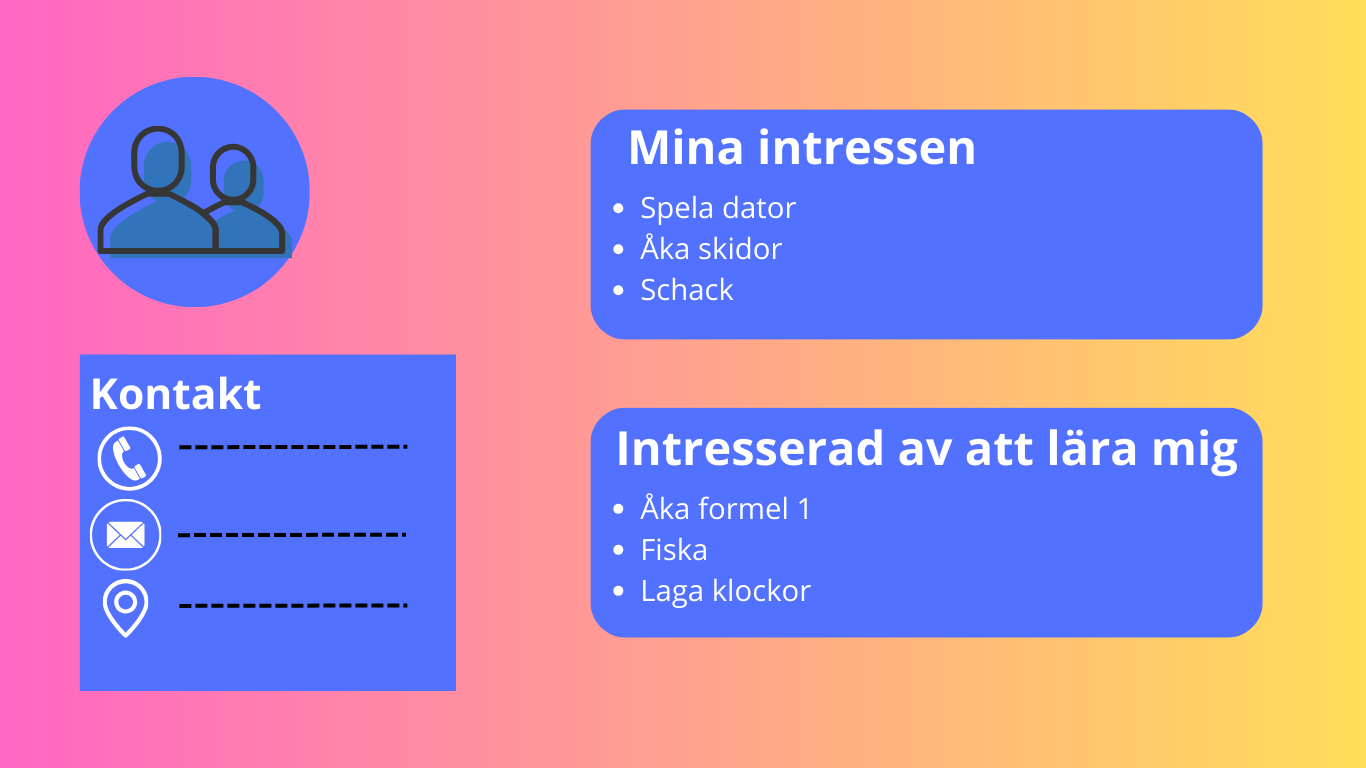 Mina intressen
Spela dator
Åka skidor
Schack
Kontakt
Intresserad av att lära mig
Åka formel 1
Fiska
Laga klockor